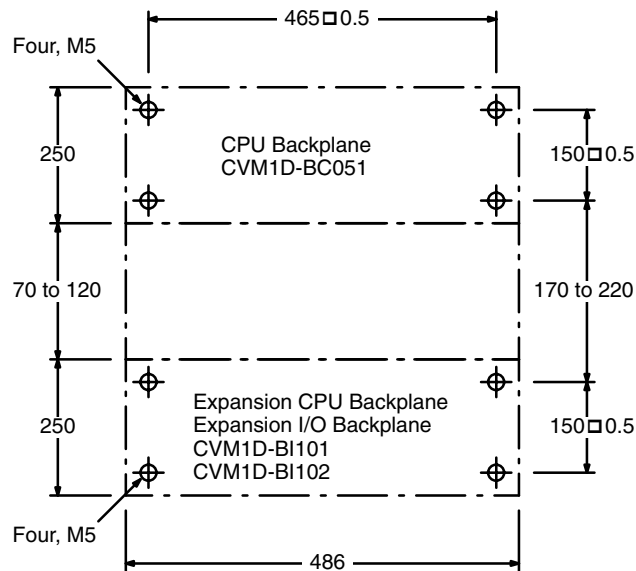 465□0.5
Four, M5
CPU Backplane
CVM1D-BC051
250
150□0.5
70 to 120
170 to 220
Expansion CPU Backplane
Expansion I/O Backplane
CVM1D-BI101
CVM1D-BI102
250
150□0.5
Four, M5
486